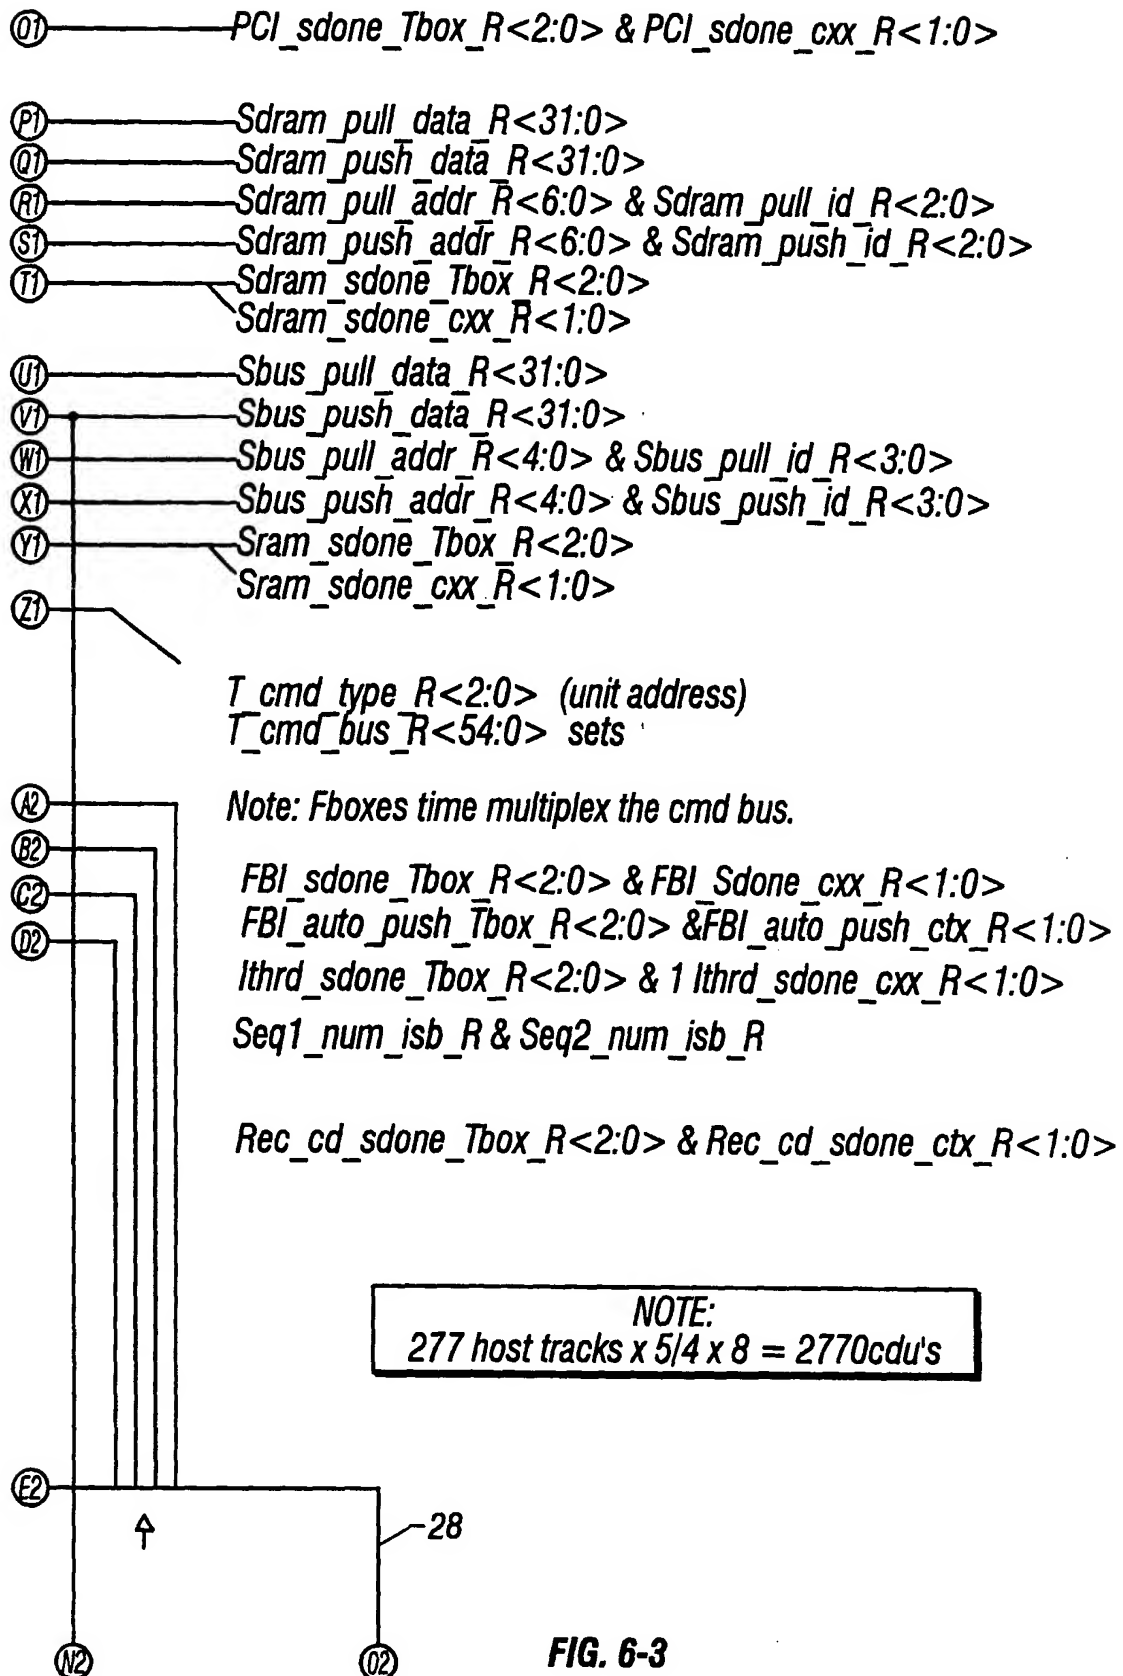 O1 PCI_sdone_Tbox_R<2:0> & PCI_sdone_cxx_R<1:0>
P1 Sdram_pull_data_R<31:0>
Q1 Sdram_push_data_R<31:0>
R1 Sdram_pull_addr_R<6:0> & Sdram_pull_id_R<2:0>
S1 Sdram_push_addr_R<6:0> & Sdram_push_id_R<2:0>
T1 Sdram_sdone_Tbox_R<2:0>
Sdram_sdone_cxx_R<1:0>
U1 Sbus_pull_data_R<31:0>
V1 Sbus_push_data_R<31:0>
W1 Sbus_pull_addr_R<4:0> & Sbus_pull_id_R<3:0>
X1 Sbus_push_addr_R<4:0> & Sbus_push_id_R<3:0>
Y1 Sram_sdone_Tbox_R<2:0>
Sram_sdone_cxx_R<1:0>
Z1
T_cmd_type_R<2:0> (unit address)
T_cmd_bus_R<54:0> sets
A2 Note: Fboxes time multiplex the cmd bus.
B2
FBI_sdone_Tbox_R<2:0> & FBI_Sdone_cxx_R<1:0>
C2
FBI_auto_push_Tbox_R<2:0> &FBI_auto_push_ctx_R<1:0>
D2
Ithrd_sdone_Tbox_R<2:0> & 1 Ithrd_sdone_cxx_R<1:0>
Seq1_num_isb_R & Seq2_num_isb_R
Rec_cd_sdone_Tbox_R<2:0> & Rec_cd_sdone_ctx_R<1:0>
NOTE:
277 host tracks x 5/4 x 8 = 2770cdu's
E2
28
N2 O2 FIG. 6-3